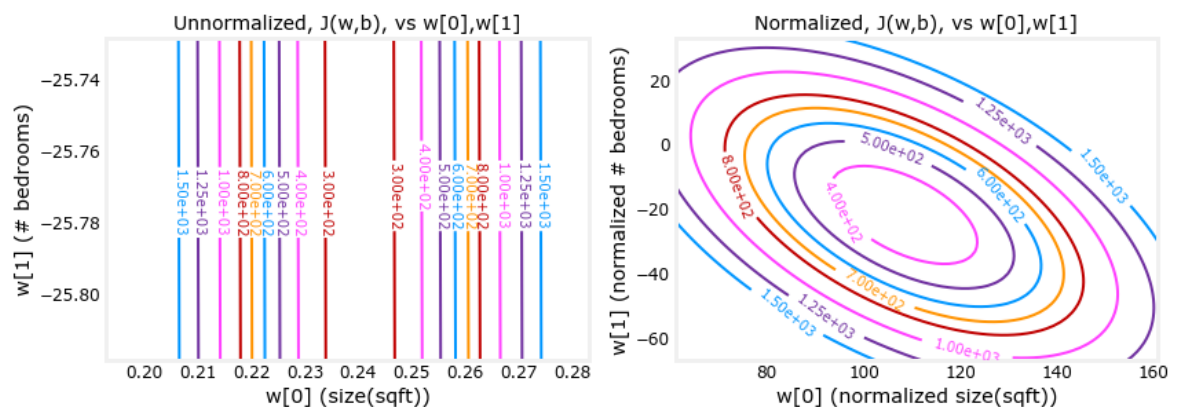 Unnormalized, J(w,b), vs w[0],w[1]
w[1] (# bedrooms)
−25.74
−25.76
−25.78
−25.80
1.50e+03
1.25e+03
1.00e+03
8.00e+02
7.00e+02
6.00e+02
5.00e+02
4.00e+02
3.00e+02
3.00e+02
4.00e+02
5.00e+02
6.00e+02
7.00e+02
8.00e+02
1.00e+03
1.25e+03
1.50e+03
0.20 0.21 0.22 0.23 0.24 0.25 0.26 0.27 0.28
w[0] (size(sqft))
Normalized, J(w,b), vs w[0],w[1]
w[1] (normalized # bedrooms)
20
0
−20
−40
−60
1.25e+03
1.50e+03
5.00e+02
6.00e+02
8.00e+02
4.00e+02
7.00e+02
1.50e+03
1.25e+03
1.00e+03
80 100 120 140 160
w[0] (normalized size(sqft))